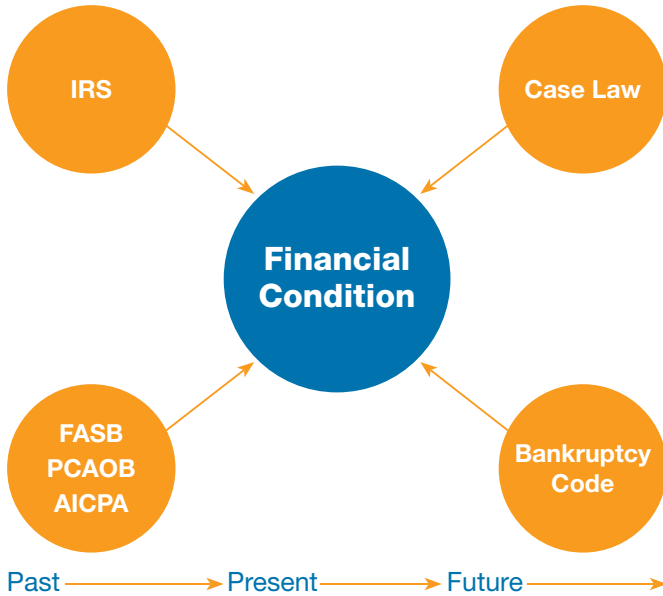 IRS
Case Law
Financial
Condition
FASB
PCAOB
AICPA
Bankruptcy
Code
Past Present Future